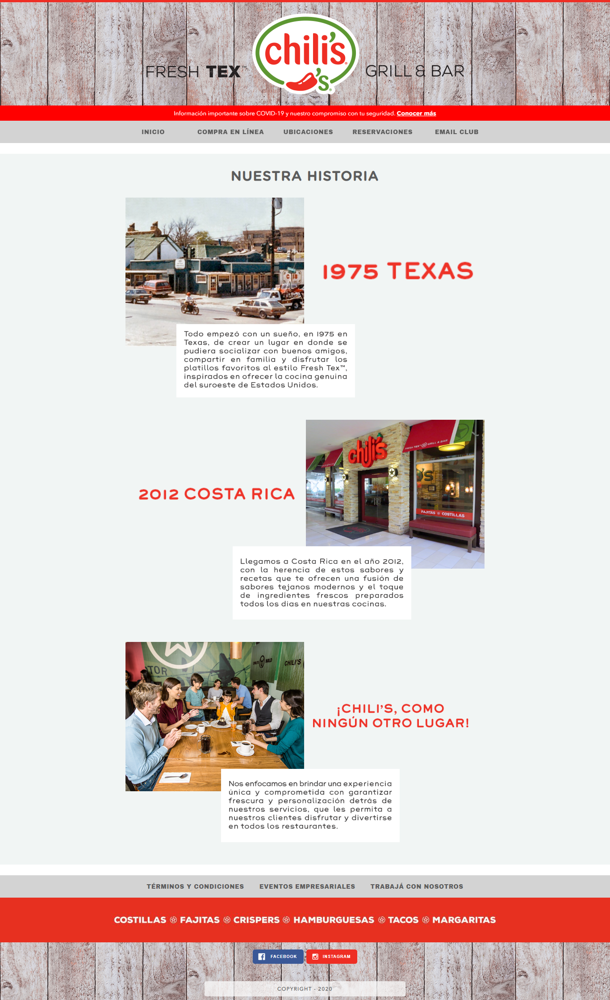 chili's
FRESH TEX™
GRILL & BAR
's
Información importante sobre COVID-19 y nuestro compromiso con tu seguridad. Conocer más
INICIO
COMPRA EN LÍNEA
UBICACIONES
RESERVACIONES
EMAIL CLUB
NUESTRA HISTORIA
1975 TEXAS
Todo empezó con un sueño, en 1975 en
Texas, de crear un lugar en donde se
pudiera socializar con buenos amigos,
compartir en familia y disfrutar los
platillos favoritos al estilo Fresh Tex™,
inspirados en ofrecer la cocina genuina
del suroeste de Estados Unidos.
chili's
FRESH TEX™ GRILL & BAR
FAJITAS COSTILLAS
2012 COSTA RICA
Llegamos a Costa Rica en el año 2012,
con la herencia de estos sabores y
recetas que te ofrecen una fusión de
sabores tejanos modernos y el toque
de ingredientes frescos preparados
todos los dias en nuestras cocinas.
TOR
CHILI'S BOLD
CHILI'S
¡CHILI'S, COMO
NINGÚN OTRO LUGAR!
Nos enfocamos en brindar una experiencia
única y comprometida con garantizar
frescura y personalización detrás de
nuestros servicios, que les permita a
nuestros clientes disfrutar y divertirse
en todos los restaurantes.
TÉRMINOS Y CONDICIONES
EVENTOS EMPRESARIALES
TRABAJÁ CON NOSOTROS
COSTILLAS FAJITAS CRISPERS HAMBURGUESAS TACOS MARGARITAS
FACEBOOK
INSTAGRAM
COPYRIGHT - 2020